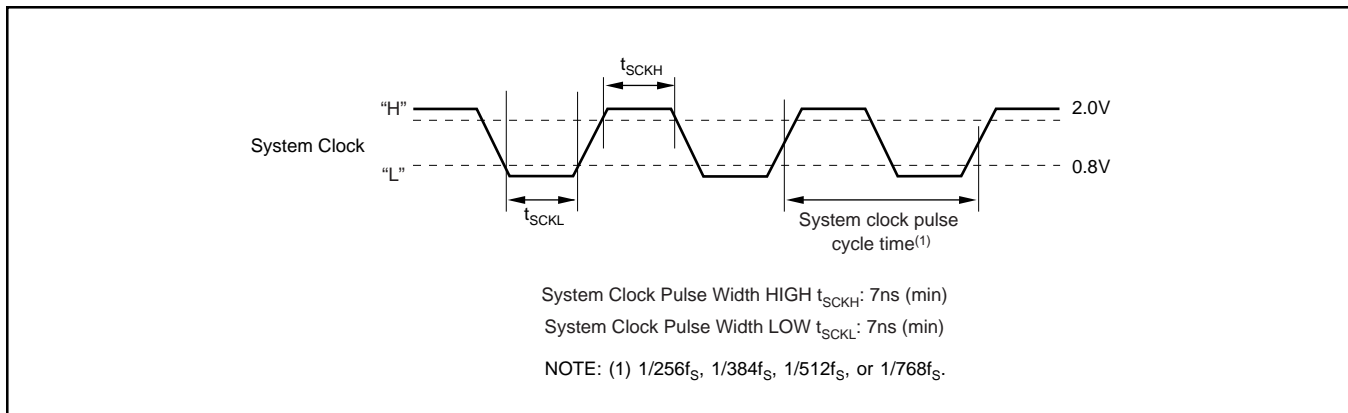 tSCKH
“H”
2.0V
System Clock
0.8V
“L”
tSCKL
System clock pulse
cycle time(1)
System Clock Pulse Width HIGH tSCKH: 7ns (min)
System Clock Pulse Width LOW tSCKL: 7ns (min)
NOTE: (1) 1/256fS, 1/384fS, 1/512fS, or 1/768fS.